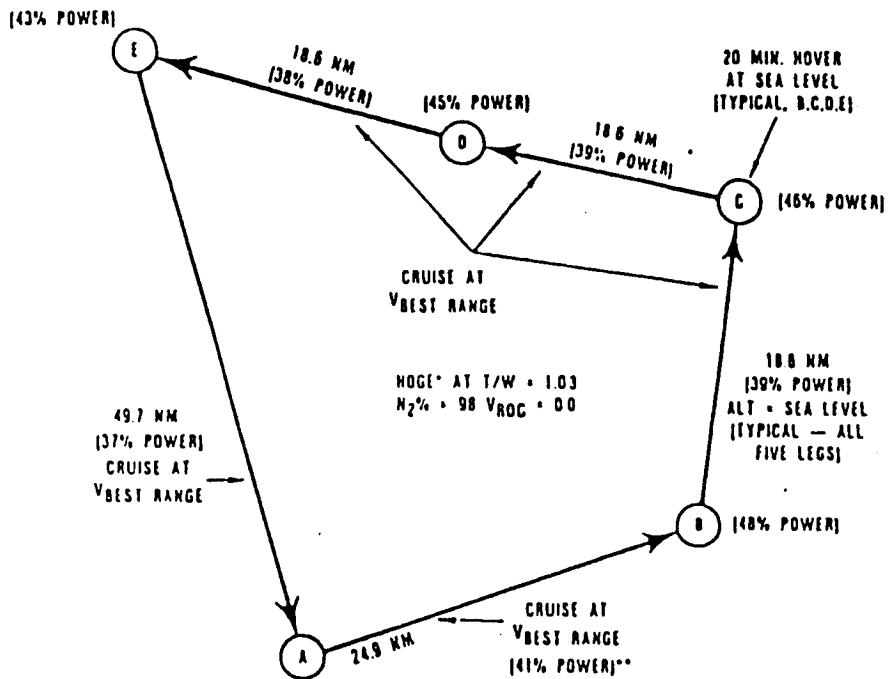 [43% POWER]
E
18.6 NM
[38% POWER]
[45% POWER]
D
18.6 NM
[39% POWER]
20 MIN. HOVER
AT SEA LEVEL
[TYPICAL, B,C,D,E]
C
[46% POWER]
CRUISE AT
VBEST RANGE
HOGE* AT T/W = 1.03
N2% = 98 VROC = 0.0
18.6 NM
[39% POWER]
ALT = SEA LEVEL
[TYPICAL — ALL
FIVE LEGS]
49.7 NM
[37% POWER]
CRUISE AT
VBEST RANGE
B
[48% POWER]
A
24.9 NM
CRUISE AT
VBEST RANGE
[41% POWER]**